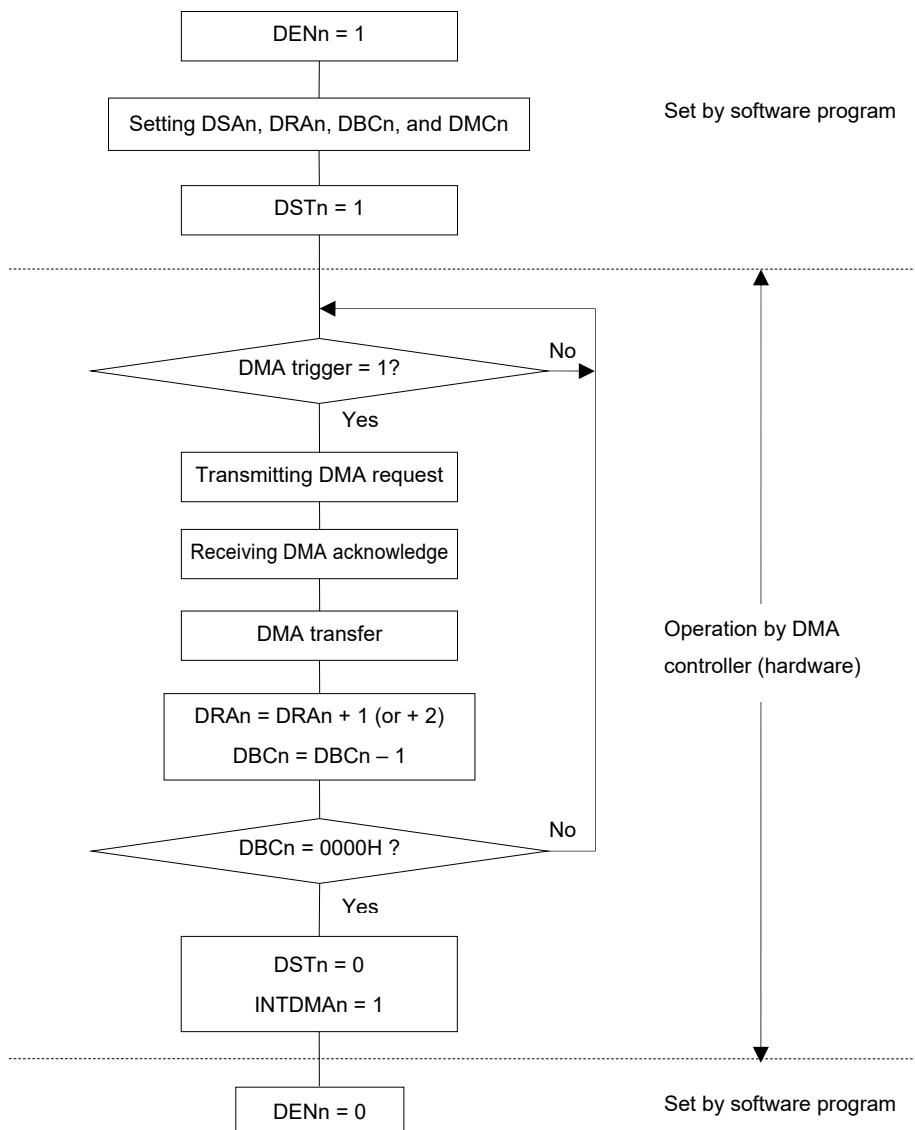 DENn = 1
Setting DSAn, DRAn, DBCn, and DMCn
Set by software program
DSTn = 1
DMA trigger = 1?
No
Yes
Transmitting DMA request
Receiving DMA acknowledge
DMA transfer
Operation by DMA
controller (hardware)
DRAn = DRAn + 1 (or + 2)
DBCn = DBCn – 1
DBCn = 0000H ?
No
Yes
DSTn = 0
INTDMAn = 1
DENn = 0
Set by software program